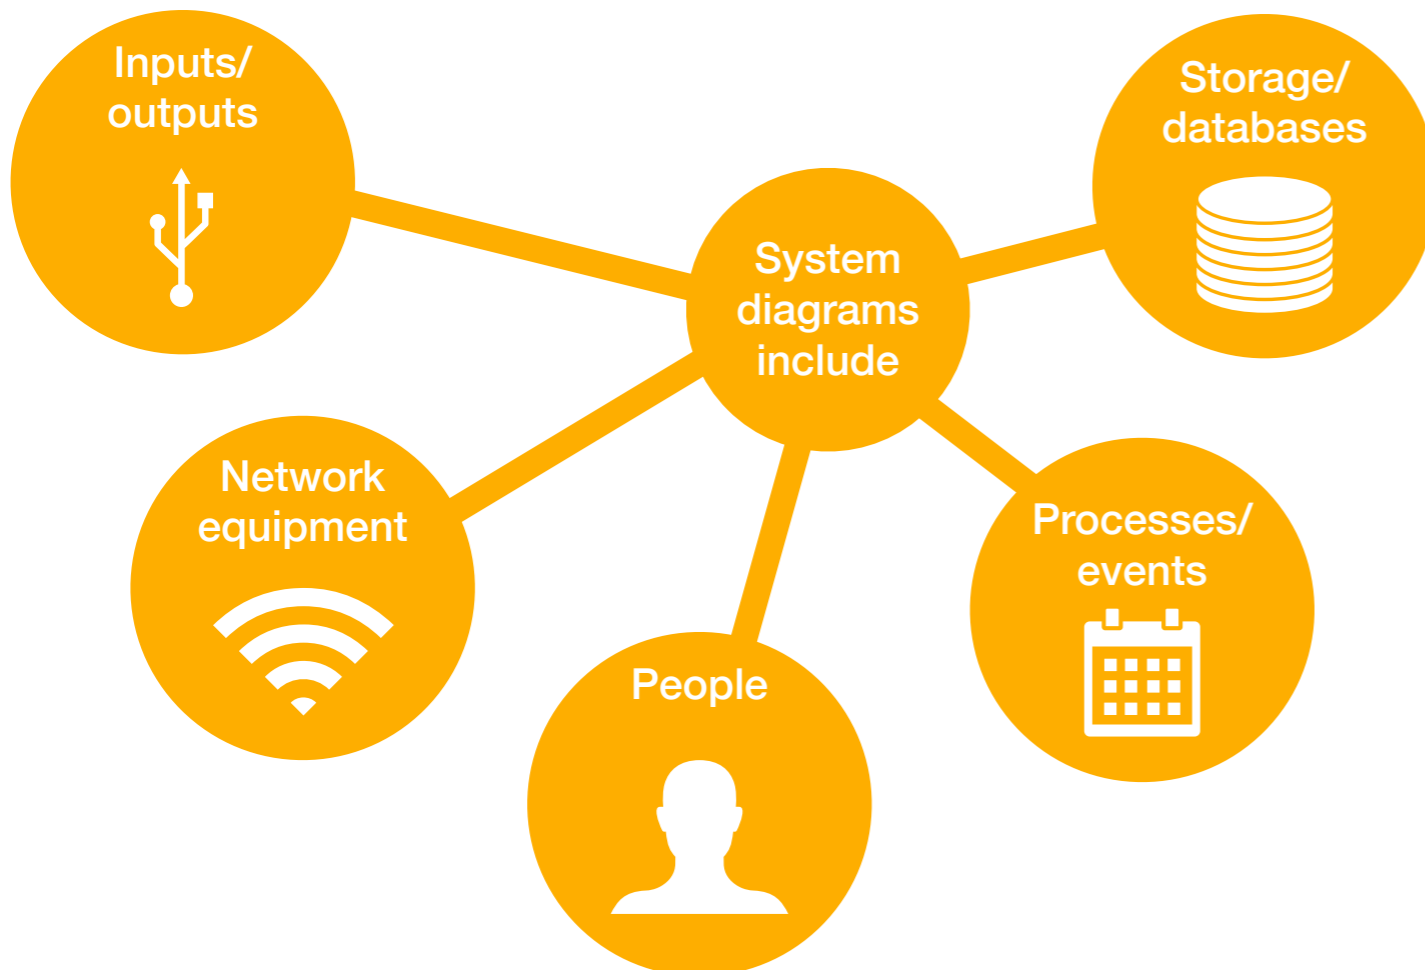 Inputs/
outputs
Storage/
databases
System
diagrams
include
Network
equipment
Processes/
events
People